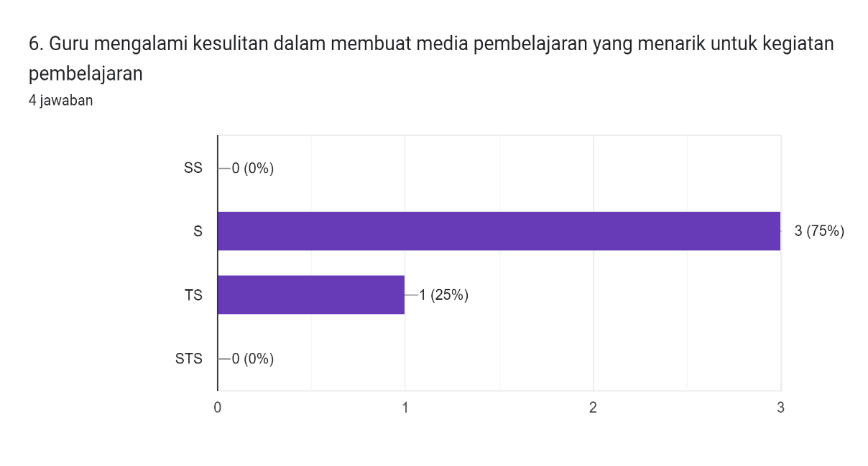 6. Guru mengalami kesulitan dalam membuat media pembelajaran yang menarik untuk kegiatan
pembelajaran
4 jawaban
SS 0 (0%)
S 3 (75%)
TS 1 (25%)
STS 0 (0%)
0 1 2 3